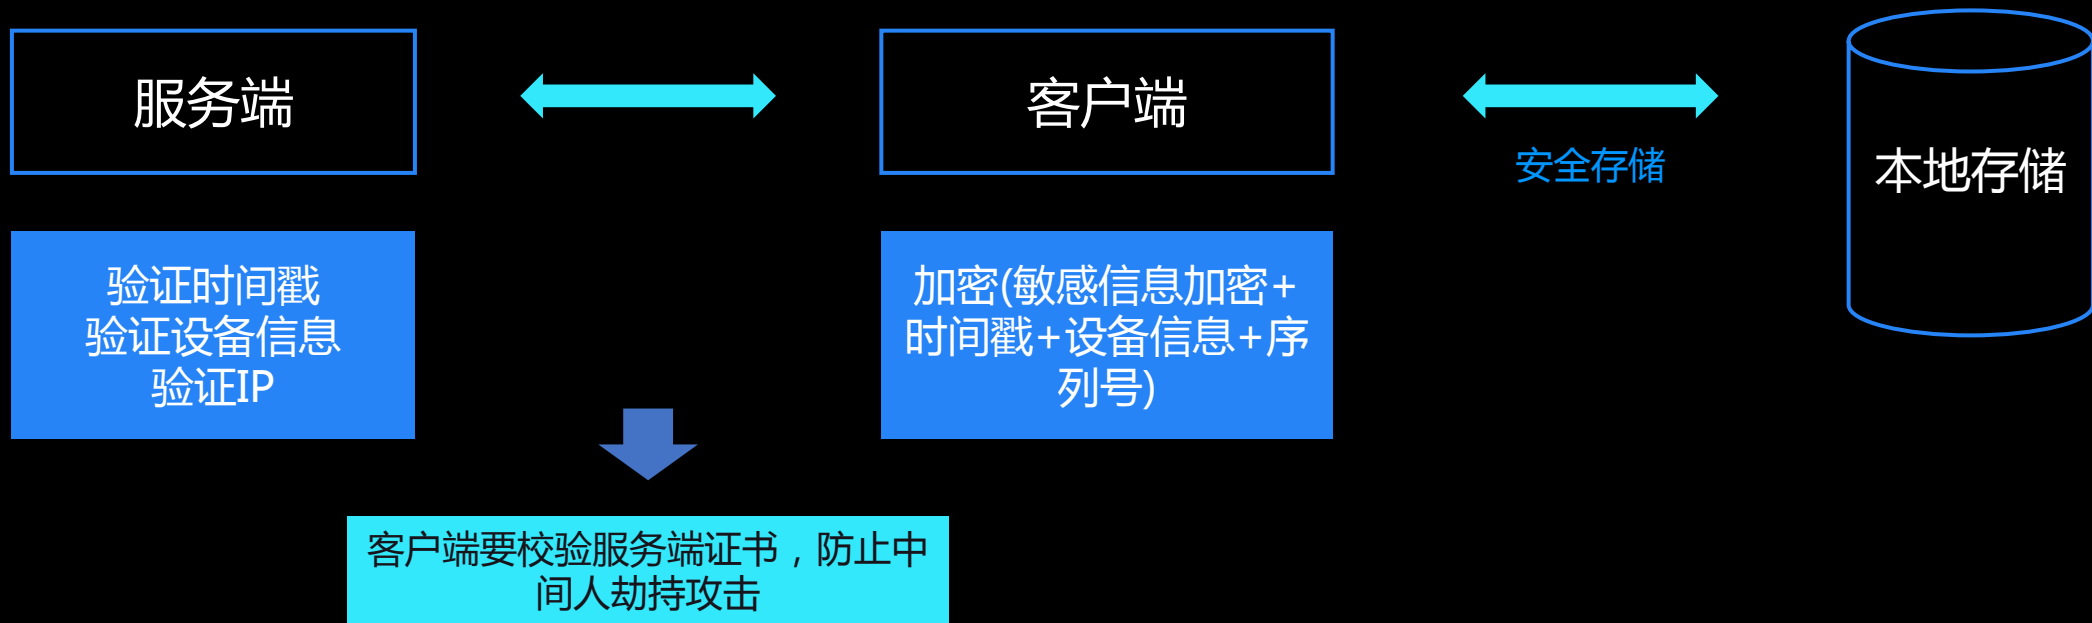 服务端
客户端
安全存储
本地存储
验证时间戳
验证设备信息
验证IP
加密(敏感信息加密+
时间戳+设备信息+序
列号)
客户端要校验服务端证书，防止中
间人劫持攻击